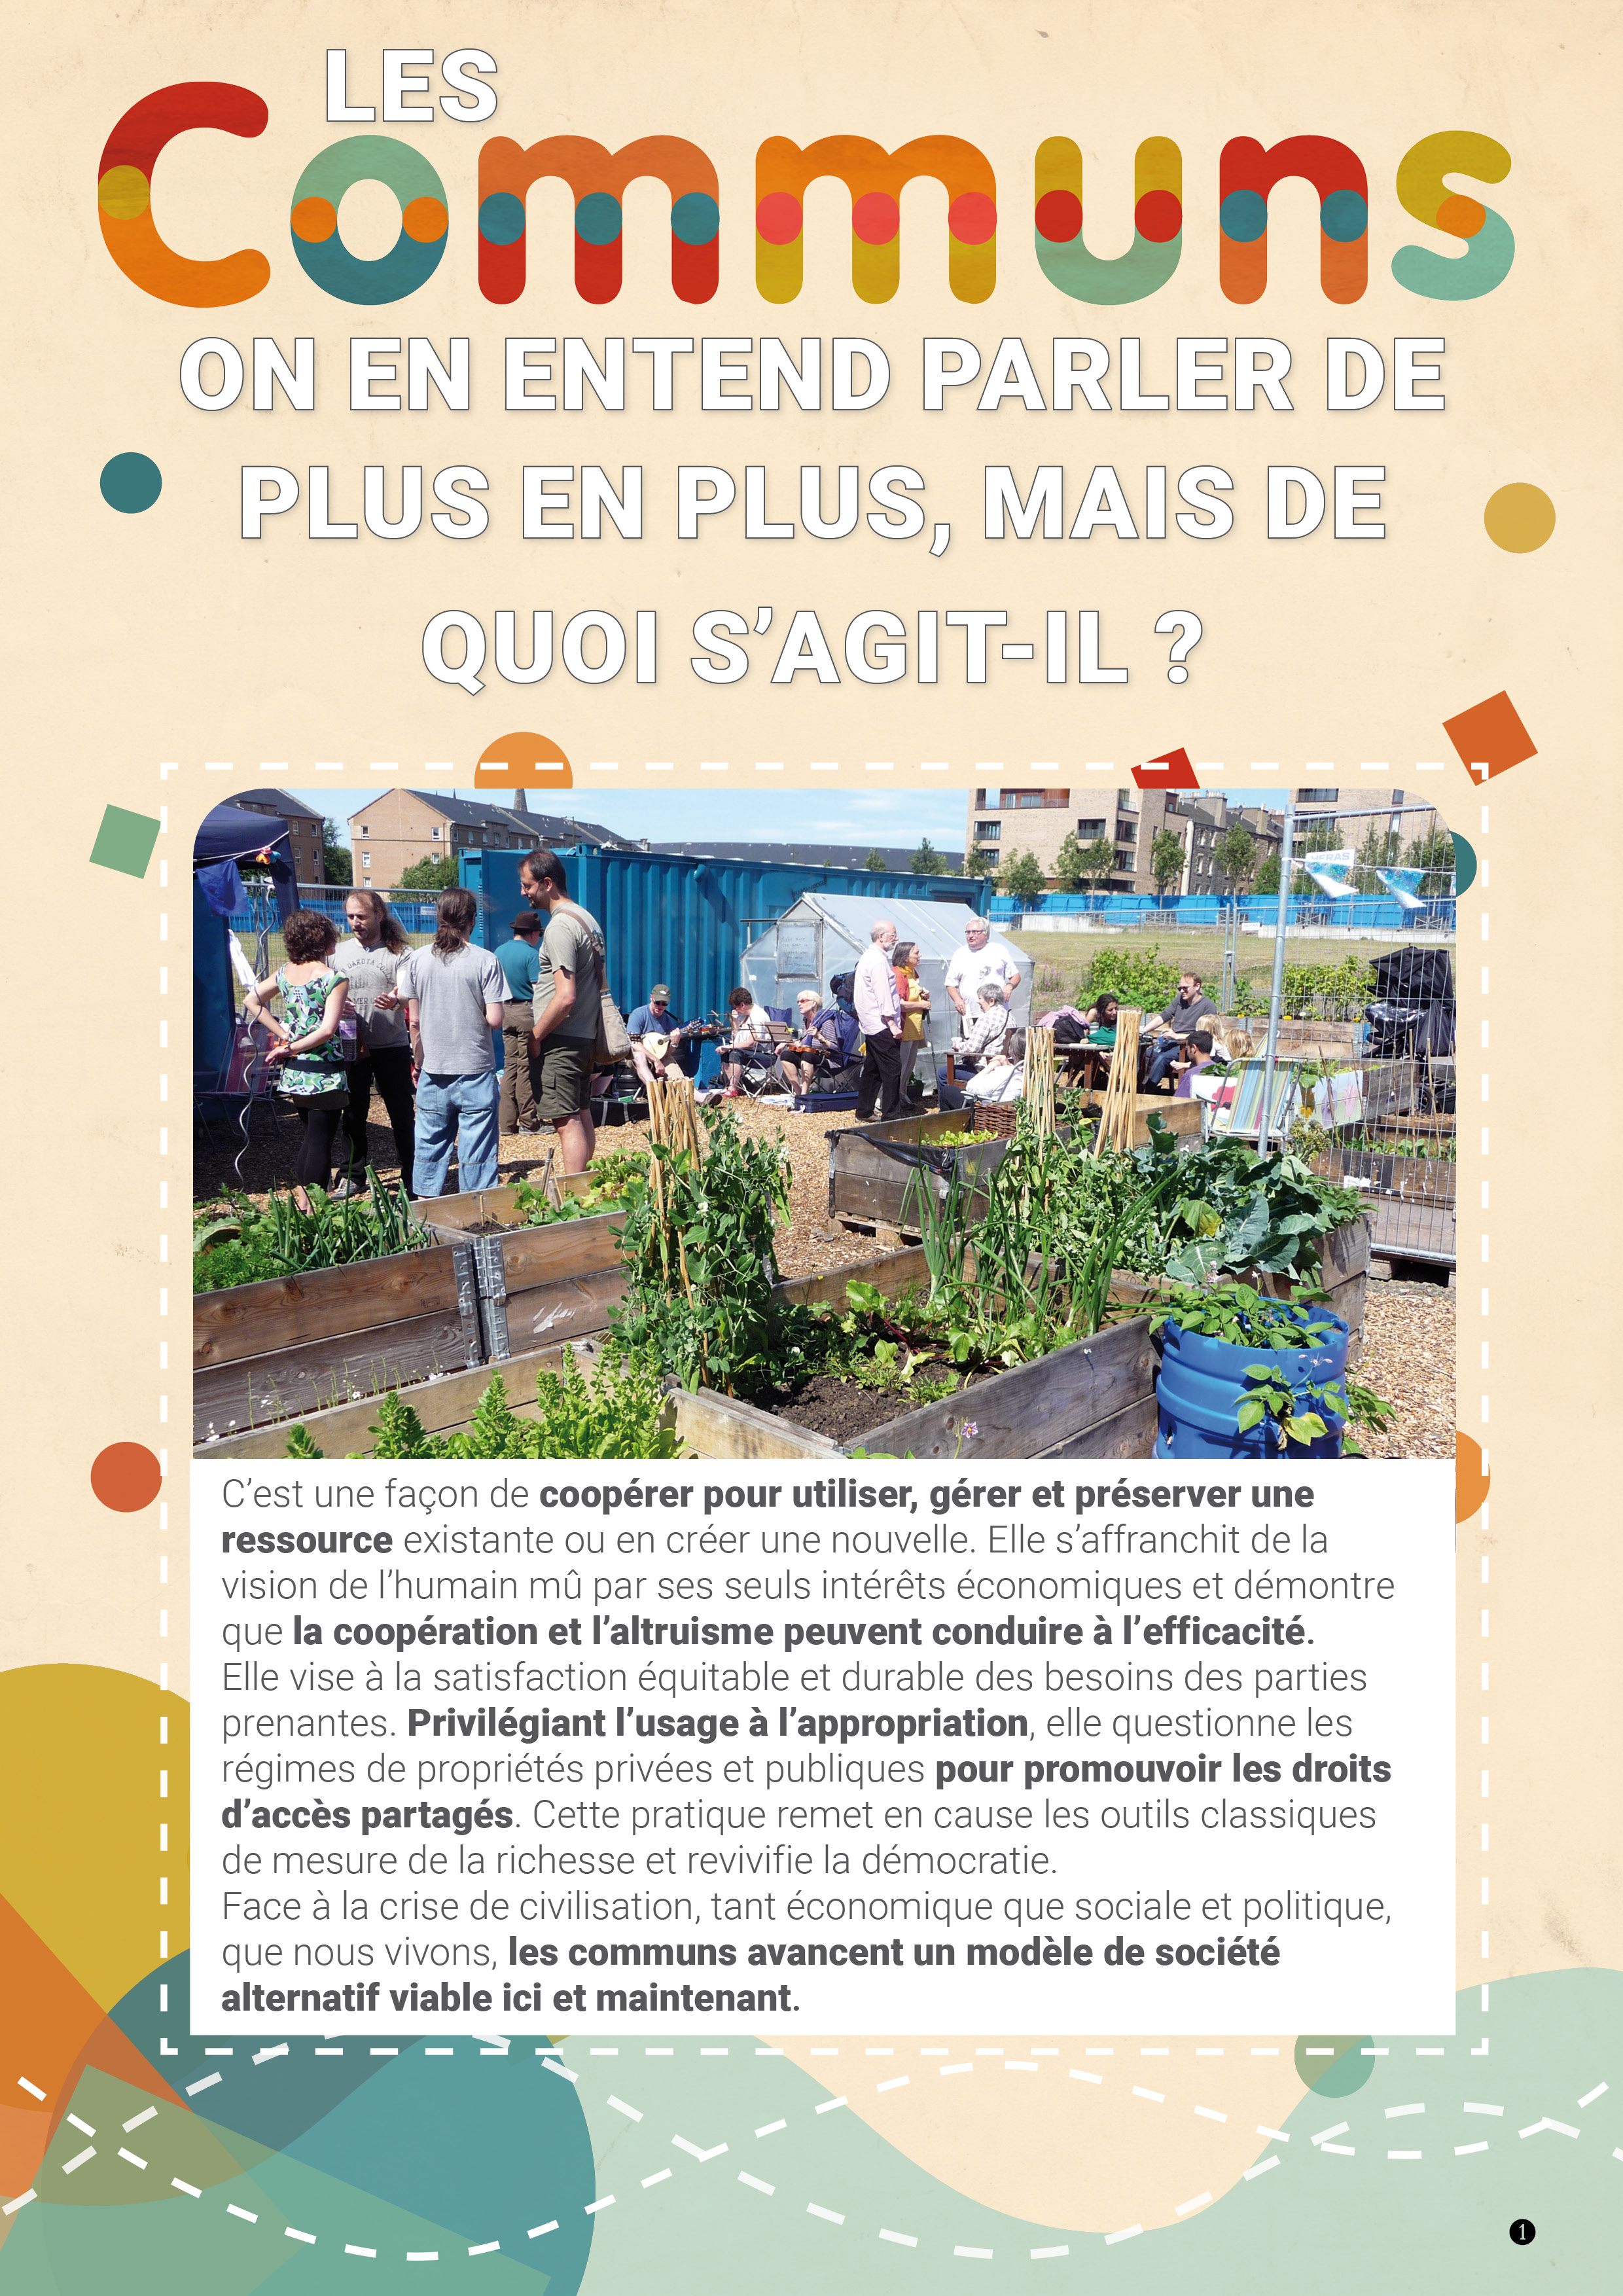 LES
Communs
ON EN ENTEND PARLER DE
PLUS EN PLUS, MAIS DE
QUOI S’AGIT-IL ?
HERAS
C’est une façon de coopérer pour utiliser, gérer et préserver une
ressource existante ou en créer une nouvelle. Elle s’affranchit de la
vision de l’humain mû par ses seuls intérêts économiques et démontre
que la coopération et l’altruisme peuvent conduire à l’efficacité.
Elle vise à la satisfaction équitable et durable des besoins des parties
prenantes. Privilégiant l’usage à l’appropriation, elle questionne les
régimes de propriétés privées et publiques pour promouvoir les droits
d’accès partagés. Cette pratique remet en cause les outils classiques
de mesure de la richesse et revivifie la démocratie.
Face à la crise de civilisation, tant économique que sociale et politique,
que nous vivons, les communs avancent un modèle de société
alternatif viable ici et maintenant.
1